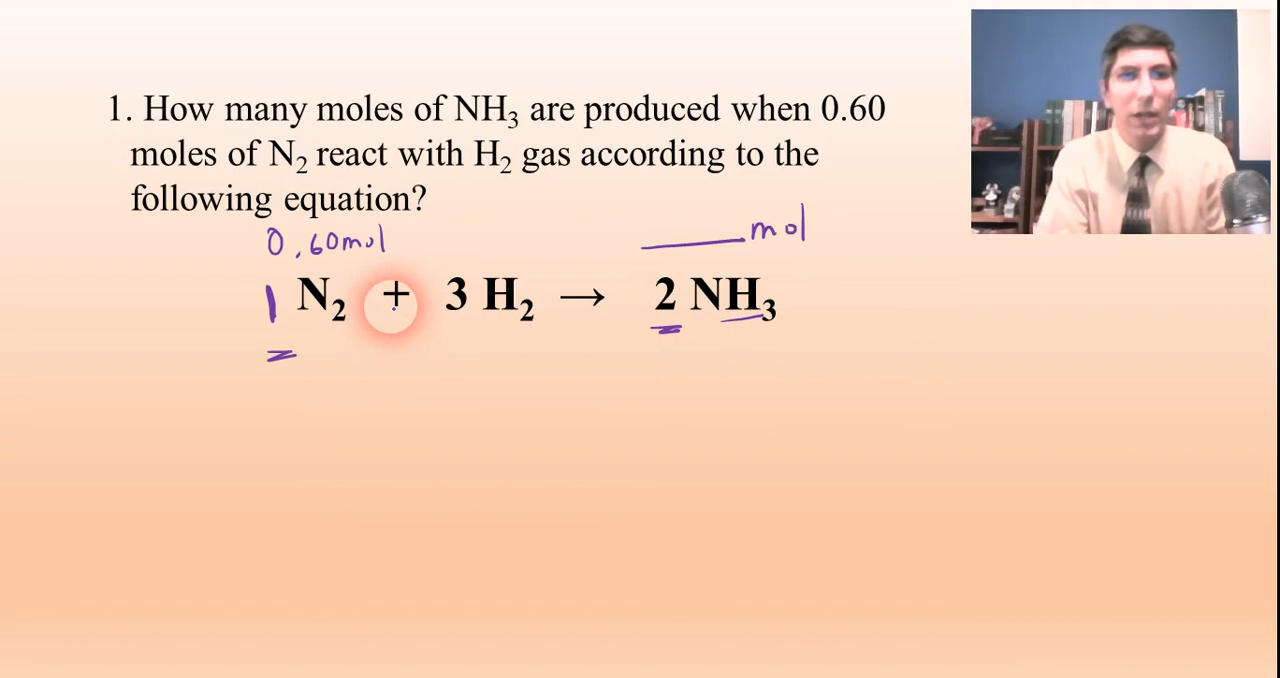 1. How many moles of NH₃ are produced when 0.60
moles of N₂ react with H₂ gas according to the
following equation?
0.60mol ____mol
1 N₂ + 3 H₂ → 2 NH₃